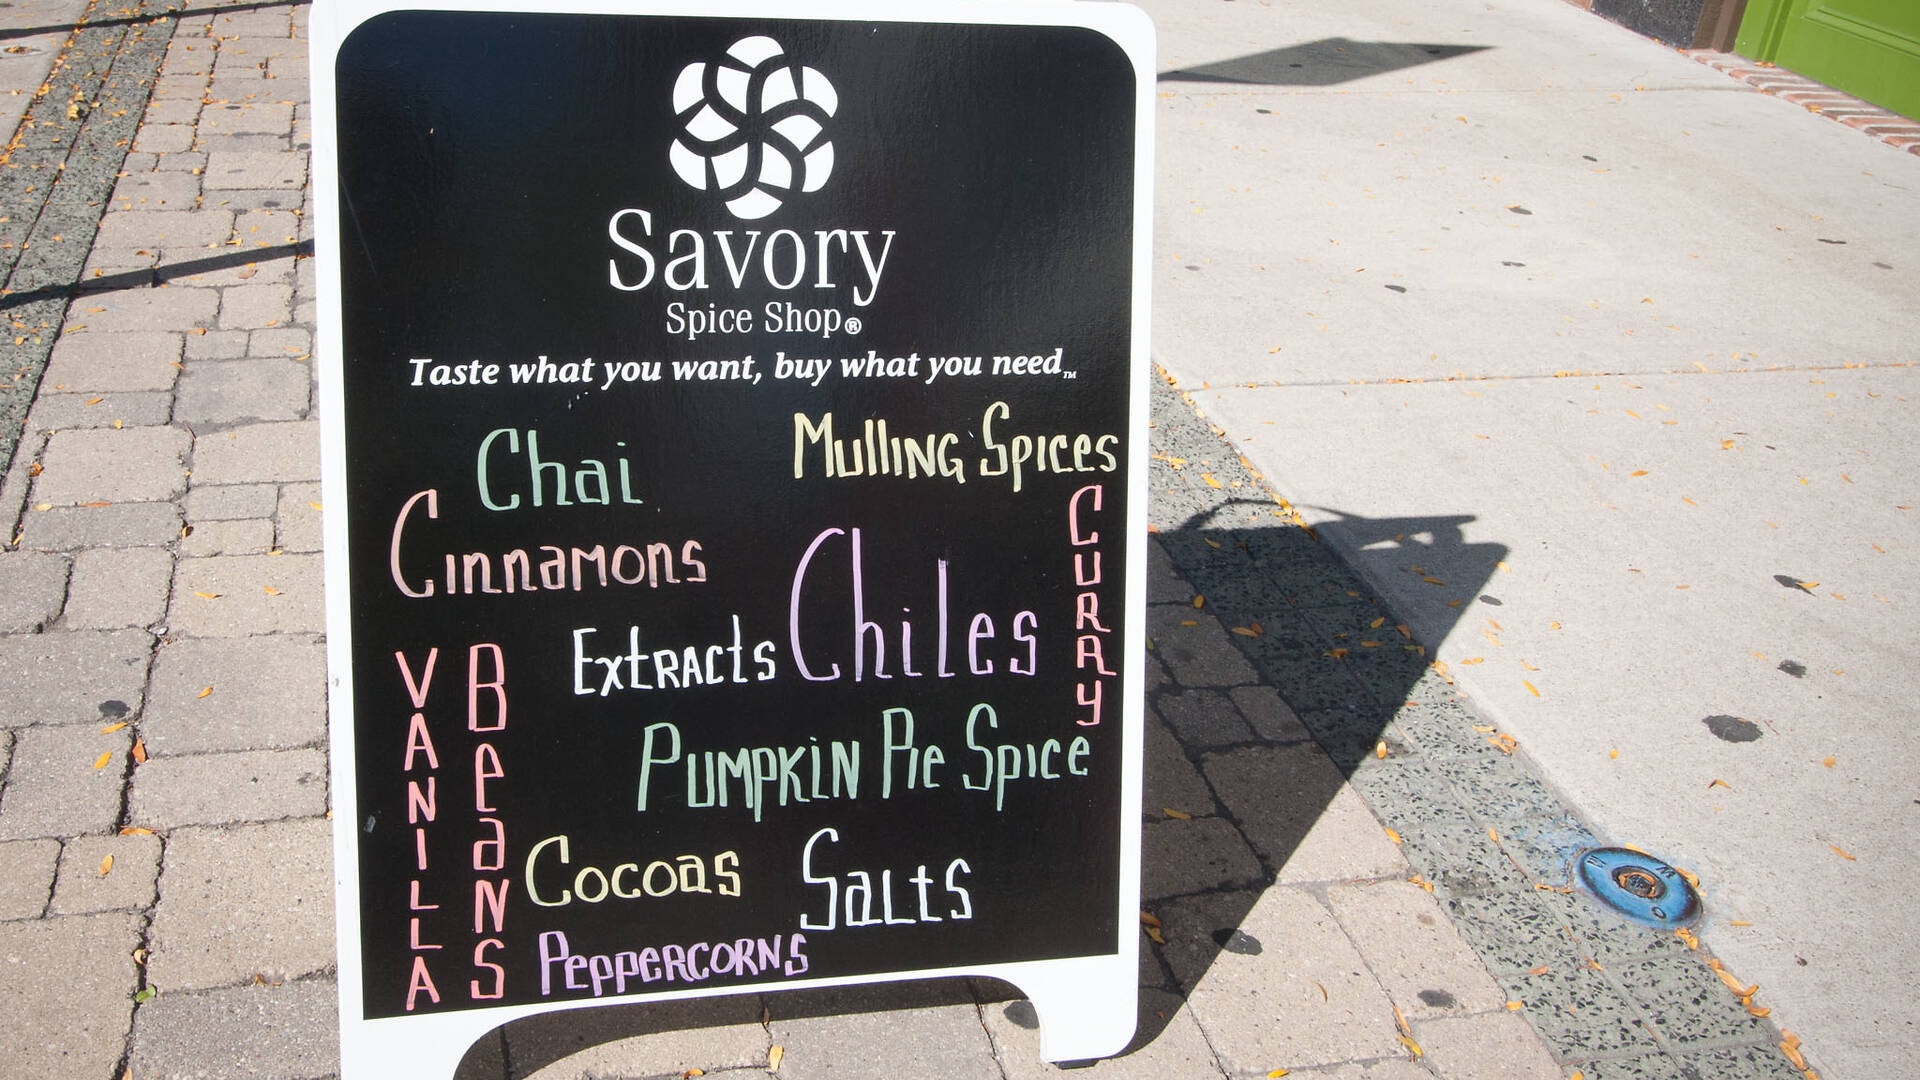 Savory
Spice Shop®
Taste what you want, buy what you need™
Chai
Mulling Spices
Cinnamons
Curay
Chiles
Extracts
Vanilla Beans
Pumpkin Pie Spice
Cocoas
Salts
Peppercorns